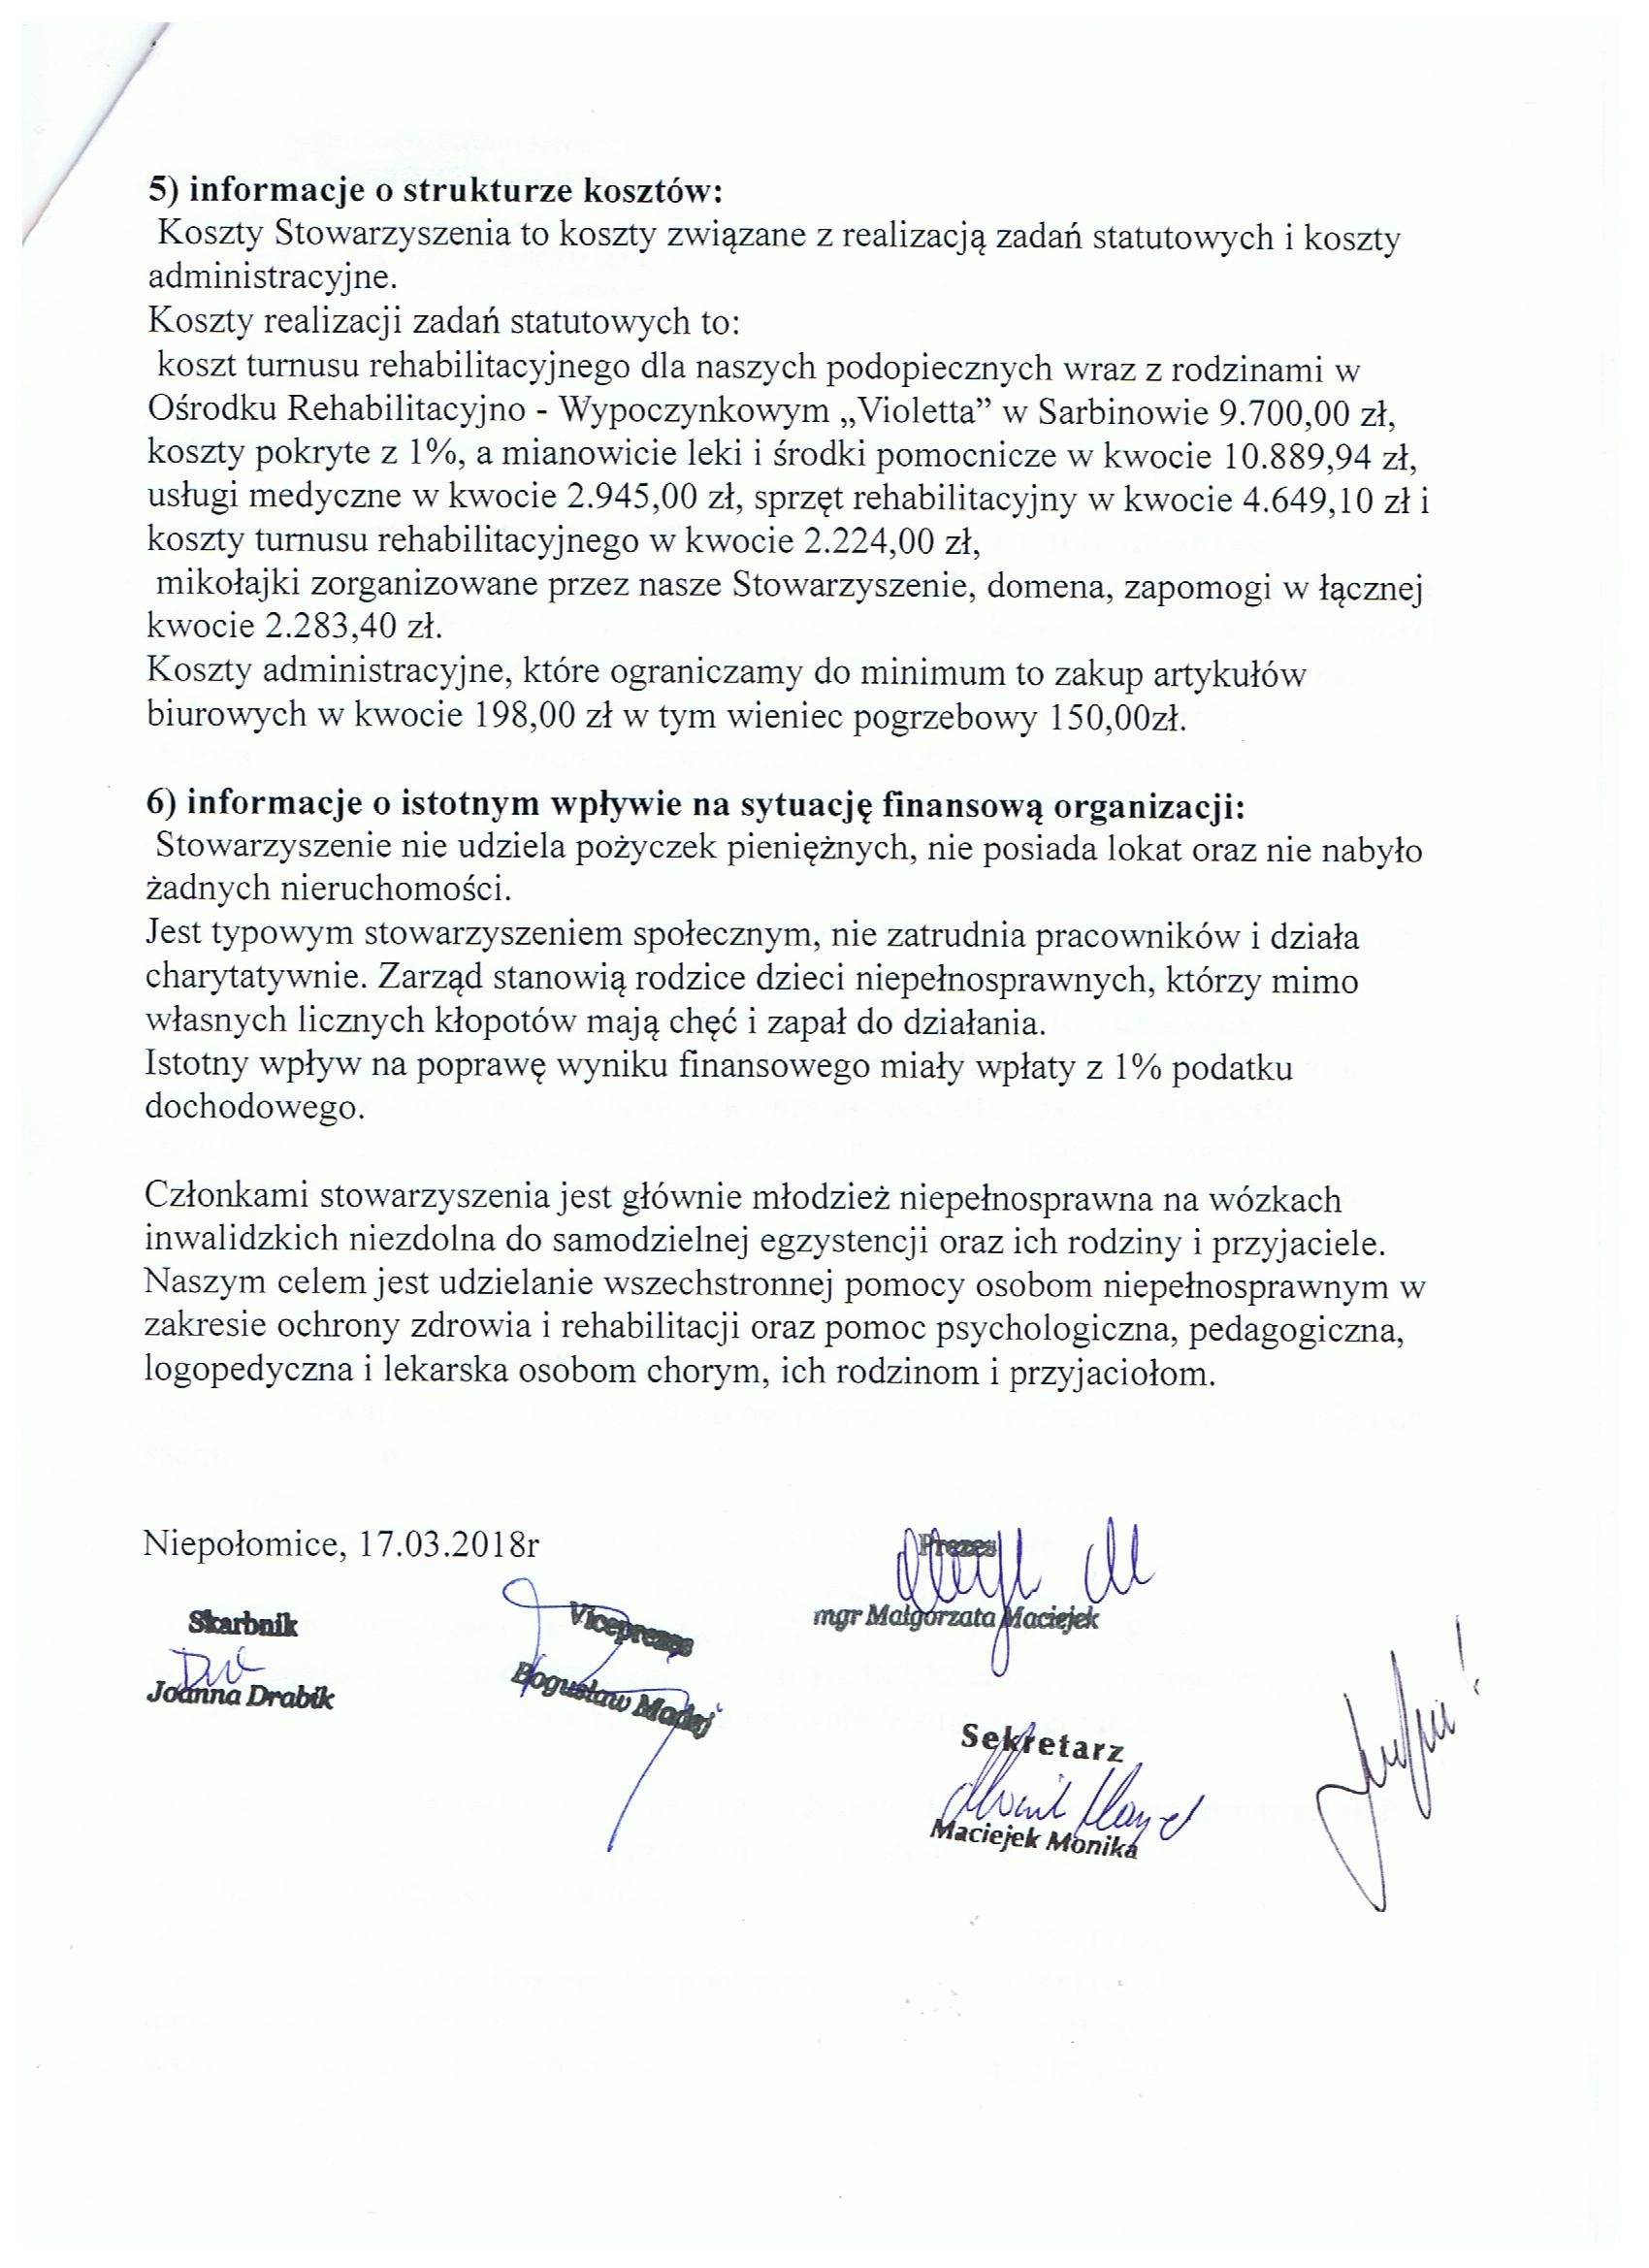 5) informacje o strukturze kosztów:
Koszty Stowarzyszenia to koszty związane z realizacją zadań statutowych i koszty
administracyjne.
Koszty realizacji zadań statutowych to:
koszt turnusu rehabilitacyjnego dla naszych podopiecznych wraz z rodzinami w
Ośrodku Rehabilitacyjno - Wypoczynkowym „Violetta” w Sarbinowie 9.700,00 zł,
koszty pokryte z 1%, a mianowicie leki i środki pomocnicze w kwocie 10.889,94 zł,
usługi medyczne w kwocie 2.945,00 zł, sprzęt rehabilitacyjny w kwocie 4.649,10 zł i
koszty turnusu rehabilitacyjnego w kwocie 2.224,00 zł,
mikołajki zorganizowane przez nasze Stowarzyszenie, domena, zapomogi w łącznej
kwocie 2.283,40 zł.
Koszty administracyjne, które ograniczamy do minimum to zakup artykułów
biurowych w kwocie 198,00 zł w tym wieniec pogrzebowy 150,00zł.
6) informacje o istotnym wpływie na sytuację finansową organizacji:
Stowarzyszenie nie udziela pożyczek pieniężnych, nie posiada lokat oraz nie nabyło
żadnych nieruchomości.
Jest typowym stowarzyszeniem społecznym, nie zatrudnia pracowników i działa
charytatywnie. Zarząd stanowią rodzice dzieci niepełnosprawnych, którzy mimo
własnych licznych kłopotów mają chęć i zapał do działania.
Istotny wpływ na poprawę wyniku finansowego miały wpłaty z 1% podatku
dochodowego.
Członkami stowarzyszenia jest głównie młodzież niepełnosprawna na wózkach
inwalidzkich niezdolna do samodzielnej egzystencji oraz ich rodziny i przyjaciele.
Naszym celem jest udzielanie wszechstronnej pomocy osobom niepełnosprawnym w
zakresie ochrony zdrowia i rehabilitacji oraz pomoc psychologiczna, pedagogiczna,
logopedyczna i lekarska osobom chorym, ich rodzinom i przyjaciołom.
Niepołomice, 17.03.2018r
Prezes
mgr Małgorzata Maciejek
Skarbnik
Joanna Drabik
Viceprezes
Bogusław Madej
Sekretarz
Maciejek Monika